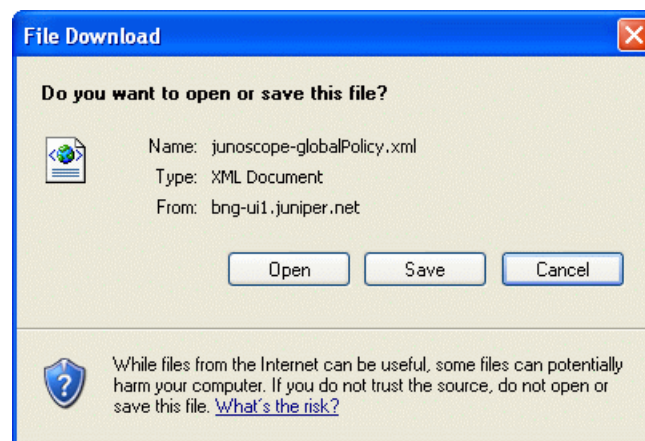 File Download
Do you want to open or save this file?
Name: junoscope-globalPolicy.xml
Type: XML Document
From: bng-ui1.juniper.net
Open Save Cancel
While files from the Internet can be useful, some files can potentially
harm your computer. If you do not trust the source, do not open or
save this file. What's the risk?